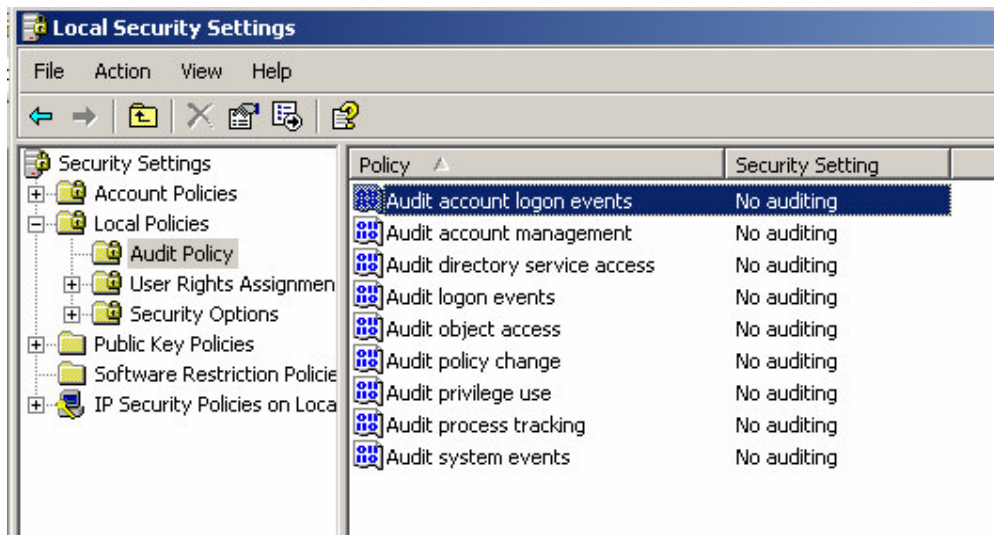 Local Security Settings
File Action View Help
Security Settings
Account Policies
Local Policies
Audit Policy
User Rights Assignmen
Security Options
Public Key Policies
Software Restriction Policie
IP Security Policies on Loca
Policy Security Setting
Audit account logon events No auditing
Audit account management No auditing
Audit directory service access No auditing
Audit logon events No auditing
Audit object access No auditing
Audit policy change No auditing
Audit privilege use No auditing
Audit process tracking No auditing
Audit system events No auditing